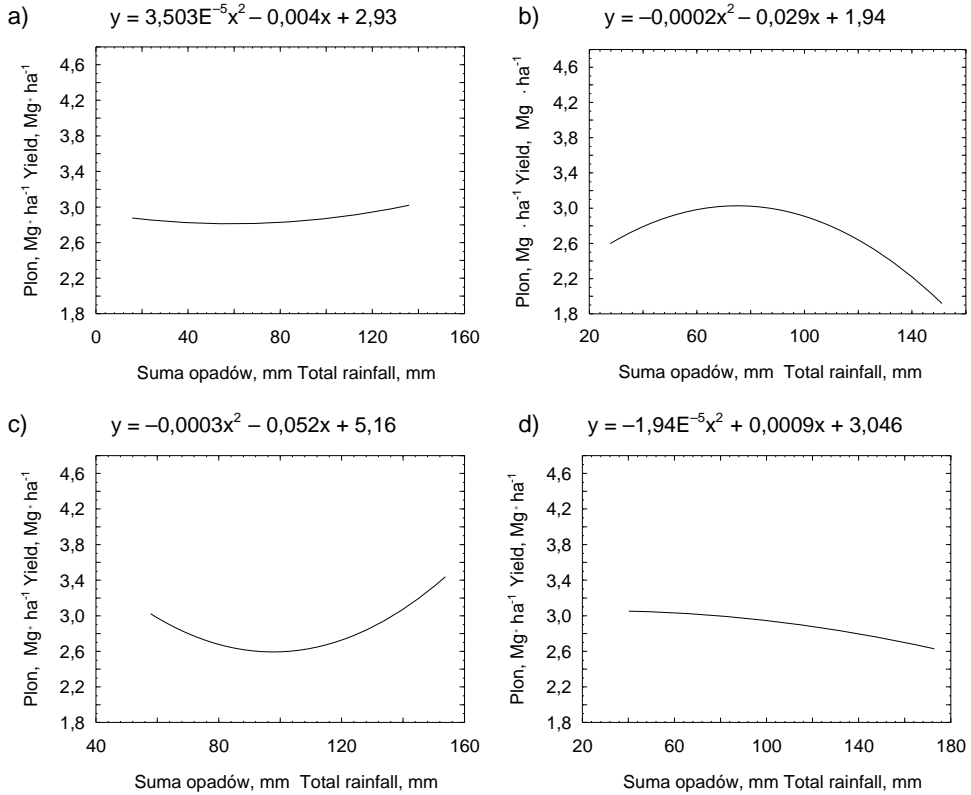 a) y = 3,503E⁻⁵x² – 0,004x + 2,93
4,6
4,2
3,8
3,4
3,0
2,6
2,2
1,8
Plon, Mg· ha⁻¹ Yield, Mg· ha⁻¹
0 40 80 120 160
Suma opadów, mm Total rainfall, mm
b) y = –0,0002x² – 0,029x + 1,94
4,6
4,2
3,8
3,4
3,0
2,6
2,2
1,8
Plon, Mg · ha⁻¹ Yield, Mg · ha⁻¹
20 60 100 140
Suma opadów, mm Total rainfall, mm
c) y = –0,0003x² – 0,052x + 5,16
4,6
4,2
3,8
3,4
3,0
2,6
2,2
1,8
Plon, Mg· ha⁻¹ Yield, Mg· ha⁻¹
40 80 120 160
Suma opadów, mm Total rainfall, mm
d) y = –1,94E⁻⁵x² + 0,0009x + 3,046
4,6
4,2
3,8
3,4
3,0
2,6
2,2
1,8
Plon, Mg· ha⁻¹ Yield, Mg· ha⁻¹
20 60 100 140 180
Suma opadów, mm Total rainfall, mm